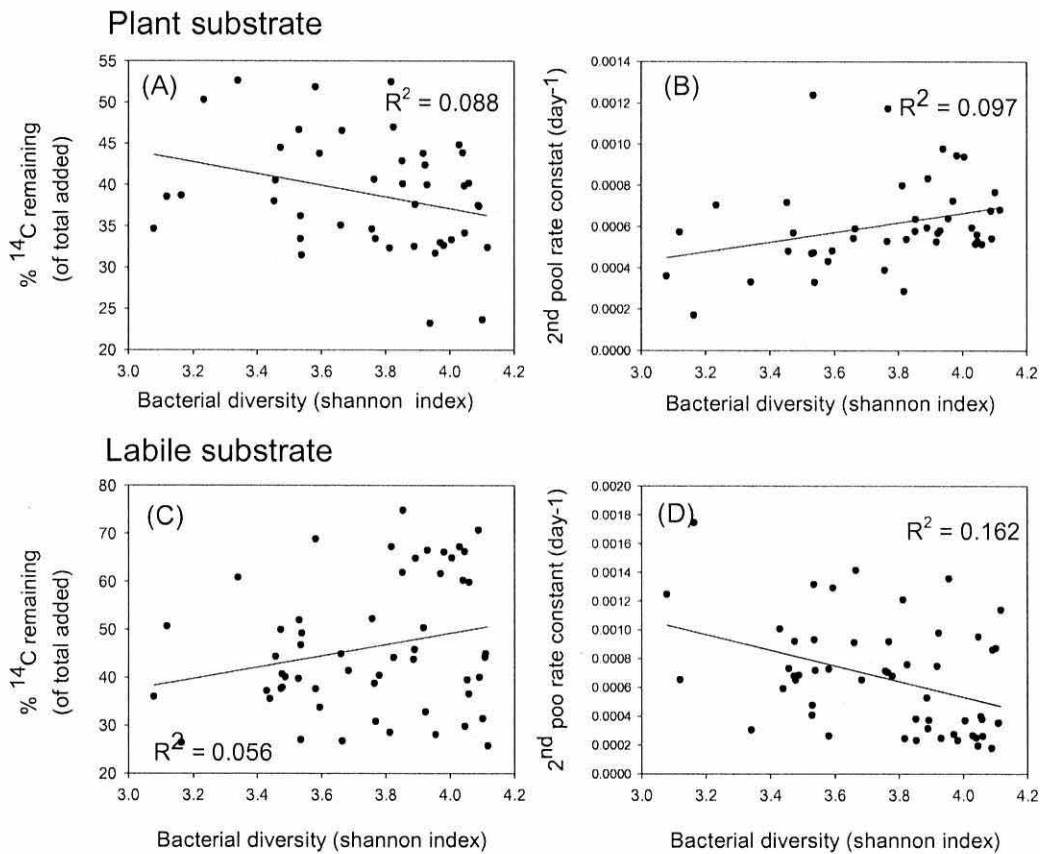 Plant substrate
(A)
R² = 0.088
% ¹⁴C remaining
(of total added)
55
50
45
40
35
30
25
20
3.0 3.2 3.4 3.6 3.8 4.0 4.2
Bacterial diversity (shannon index)
(B)
R² = 0.097
2nd pool rate constat (day-1)
0.0014
0.0012
0.0010
0.0008
0.0006
0.0004
0.0002
0.0000
3.0 3.2 3.4 3.6 3.8 4.0 4.2
Bacterial diversity (shannon index)
Labile substrate
(C)
R² = 0.056
% ¹⁴C remaining
(of total added)
80
70
60
50
40
30
20
3.0 3.2 3.4 3.6 3.8 4.0 4.2
Bacterial diversity (shannon index)
(D)
R² = 0.162
2nd poo rate constant (day-1)
0.0020
0.0018
0.0016
0.0014
0.0012
0.0010
0.0008
0.0006
0.0004
0.0002
0.0000
3.0 3.2 3.4 3.6 3.8 4.0 4.2
Bacterial diversity (shannon index)